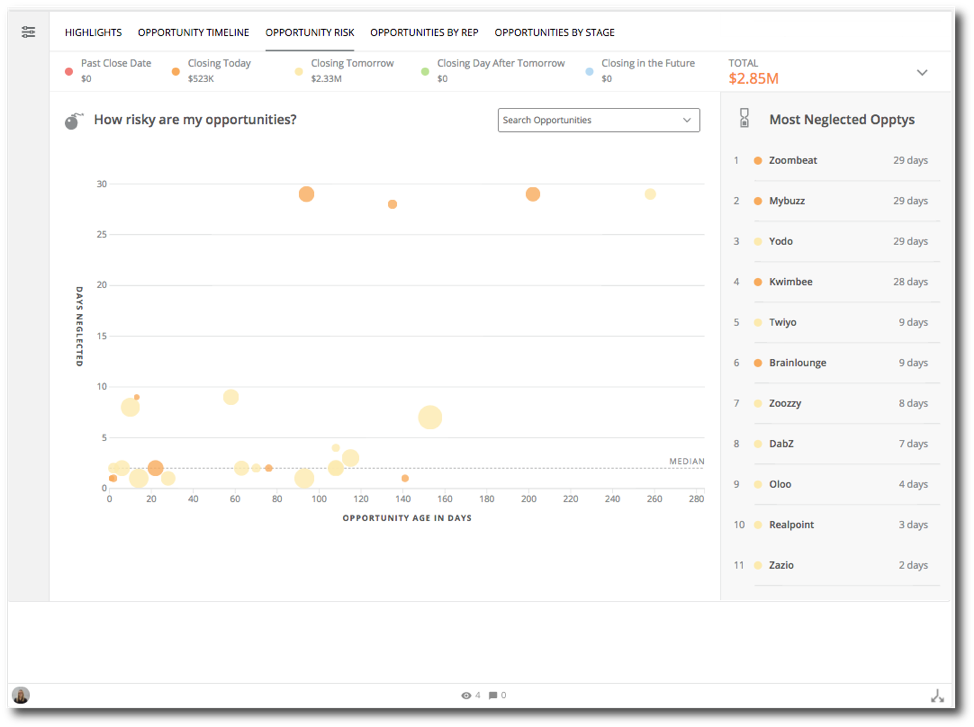 HIGHLIGHTS OPPORTUNITY TIMELINE OPPORTUNITY RISK OPPORTUNITIES BY REP OPPORTUNITIES BY STAGE
Past Close Date Closing Today Closing Tomorrow Closing Day After Tomorrow Closing in the Future TOTAL
$0 $523K $2.33M $0 $0 $2.85M
How risky are my opportunities?
Search Opportunities
30
25
20
15
10
5
0
DAYS NEGLECTED
MEDIAN
0 20 40 60 80 100 120 140 160 180 200 220 240 260 280
OPPORTUNITY AGE IN DAYS
Most Neglected Opptys
1 Zoombeat 29 days
2 Mybuzz 29 days
3 Yodo 29 days
4 Kwimbee 28 days
5 Twiyo 9 days
6 Brainlounge 9 days
7 Zoozzy 8 days
8 DabZ 7 days
9 Oloo 4 days
10 Realpoint 3 days
11 Zazio 2 days
4 0